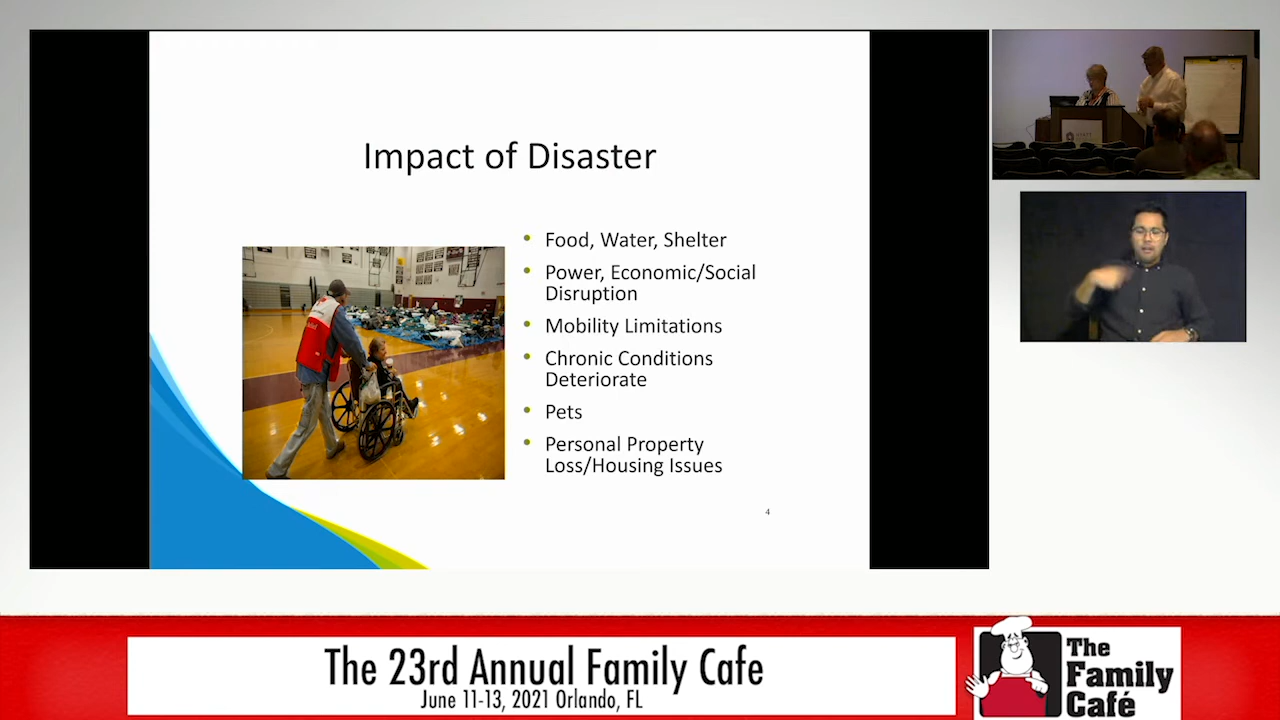 Impact of Disaster
• Food, Water, Shelter
• Power, Economic/Social
Disruption
• Mobility Limitations
• Chronic Conditions
Deteriorate
• Pets
• Personal Property
Loss/Housing Issues
4
The 23rd Annual Family Cafe
June 11-13, 2021 Orlando, FL
The
Family
Café